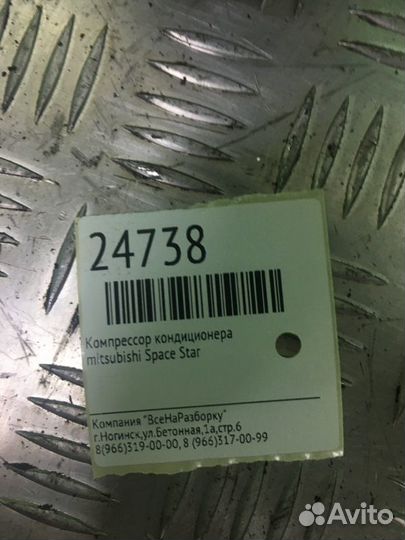 24738
Компрессор кондиционера
mitsubishi Space Star
Компания "ВсеНаРазборку"
г.Ногинск,ул.Бетонная,1а,стр.6
8(966)319-00-00, 8 (966)317-00-99
Avito